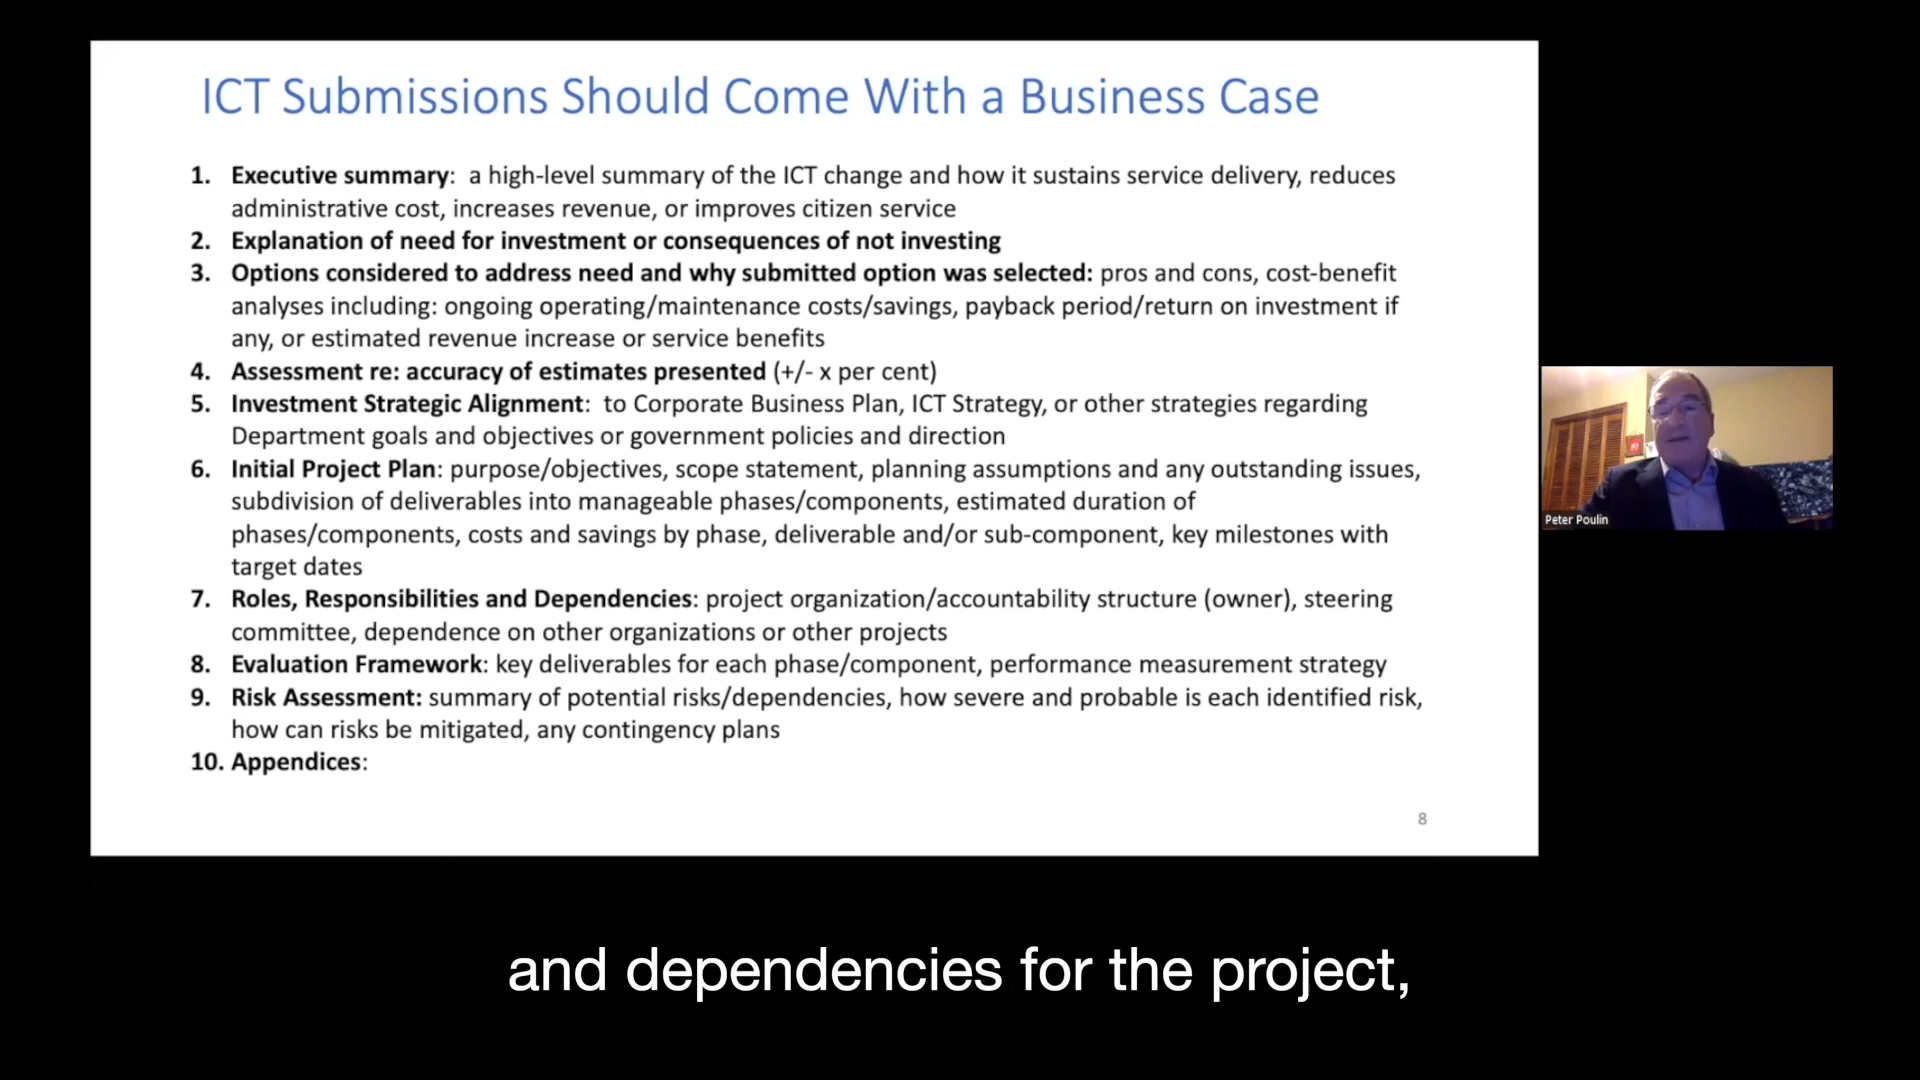 ICT Submissions Should Come With a Business Case
1. Executive summary: a high-level summary of the ICT change and how it sustains service delivery, reduces
administrative cost, increases revenue, or improves citizen service
2. Explanation of need for investment or consequences of not investing
3. Options considered to address need and why submitted option was selected: pros and cons, cost-benefit
analyses including: ongoing operating/maintenance costs/savings, payback period/return on investment if
any, or estimated revenue increase or service benefits
4. Assessment re: accuracy of estimates presented (+/- x per cent)
5. Investment Strategic Alignment: to Corporate Business Plan, ICT Strategy, or other strategies regarding
Department goals and objectives or government policies and direction
6. Initial Project Plan: purpose/objectives, scope statement, planning assumptions and any outstanding issues,
subdivision of deliverables into manageable phases/components, estimated duration of
phases/components, costs and savings by phase, deliverable and/or sub-component, key milestones with
target dates
7. Roles, Responsibilities and Dependencies: project organization/accountability structure (owner), steering
committee, dependence on other organizations or other projects
8. Evaluation Framework: key deliverables for each phase/component, performance measurement strategy
9. Risk Assessment: summary of potential risks/dependencies, how severe and probable is each identified risk,
how can risks be mitigated, any contingency plans
10. Appendices:
8
Peter Poulin
and dependencies for the project,